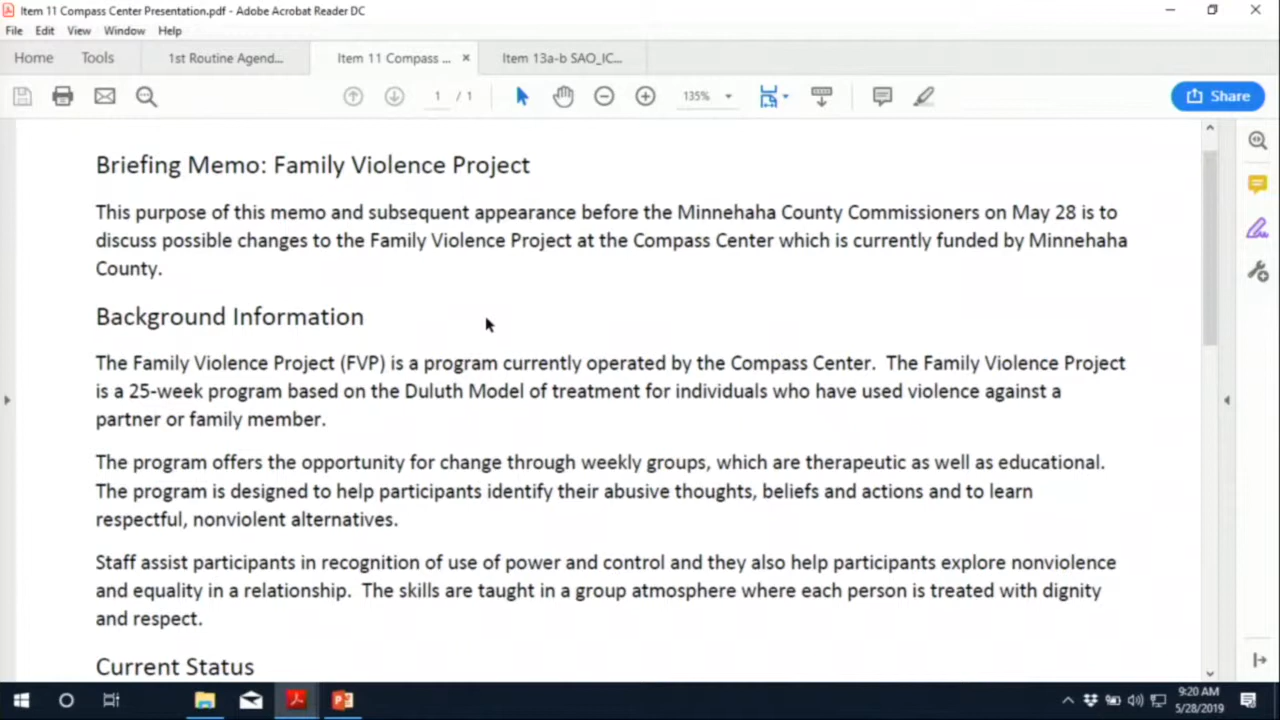 Item 11 Compass Center Presentation.pdf - Adobe Acrobat Reader DC
File Edit View Window Help
Home Tools 1st Routine Agend... Item 11 Compass ... × Item 13a-b SAO_IC...
1 / 1 135% Share
Briefing Memo: Family Violence Project
This purpose of this memo and subsequent appearance before the Minnehaha County Commissioners on May 28 is to
discuss possible changes to the Family Violence Project at the Compass Center which is currently funded by Minnehaha
County.
Background Information
The Family Violence Project (FVP) is a program currently operated by the Compass Center.  The Family Violence Project
is a 25-week program based on the Duluth Model of treatment for individuals who have used violence against a
partner or family member.
The program offers the opportunity for change through weekly groups, which are therapeutic as well as educational.
The program is designed to help participants identify their abusive thoughts, beliefs and actions and to learn
respectful, nonviolent alternatives.
Staff assist participants in recognition of use of power and control and they also help participants explore nonviolence
and equality in a relationship.  The skills are taught in a group atmosphere where each person is treated with dignity
and respect.
Current Status
9:20 AM
5/28/2019